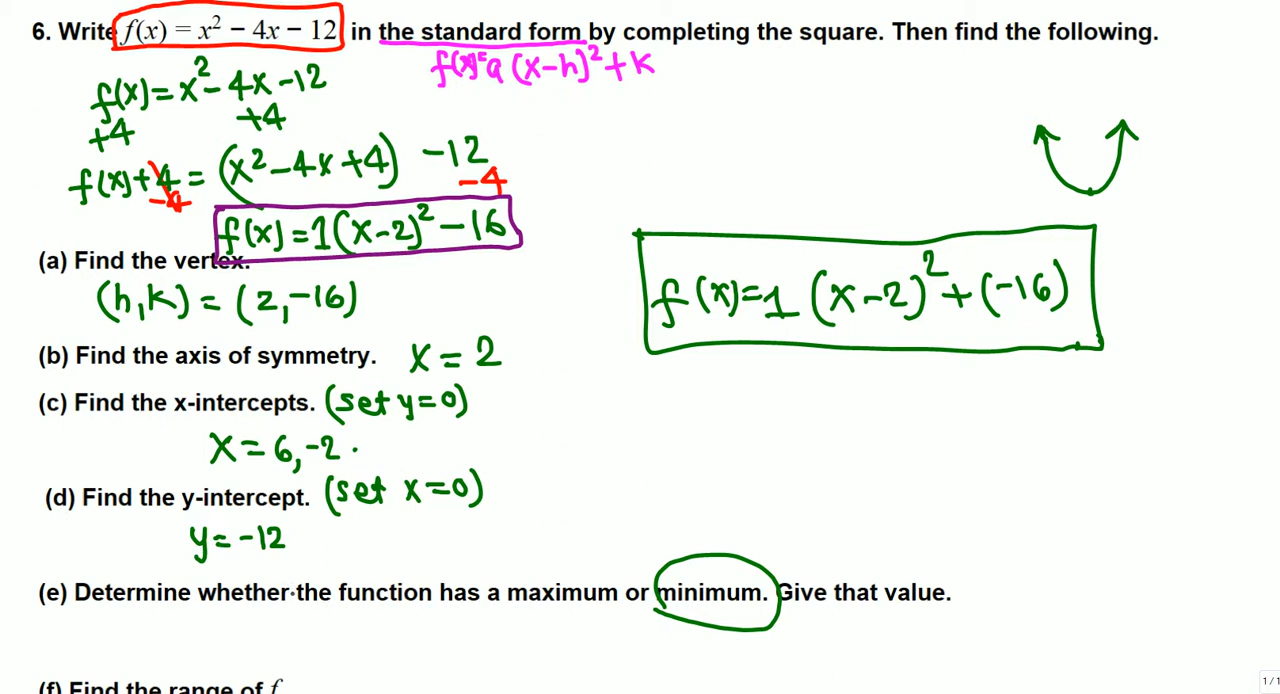 6. Write f(x) = x² − 4x − 12 in the standard form by completing the square. Then find the following.
f(x)=a(x-h)²+k
f(x)=x²-4x-12
+4 +4
f(x)+4=(x²-4x+4) -12
-4 -4
f(x)=1(x-2)²-16
(a) Find the vertex.
(h,k)=(2,-16)
f(x)=1(x-2)²+(-16)
(b) Find the axis of symmetry. x=2
(c) Find the x-intercepts. (set y=0)
x=6,-2.
(d) Find the y-intercept. (set x=0)
y=-12
(e) Determine whether the function has a maximum or minimum. Give that value.
(f) Find the range of f
1/1